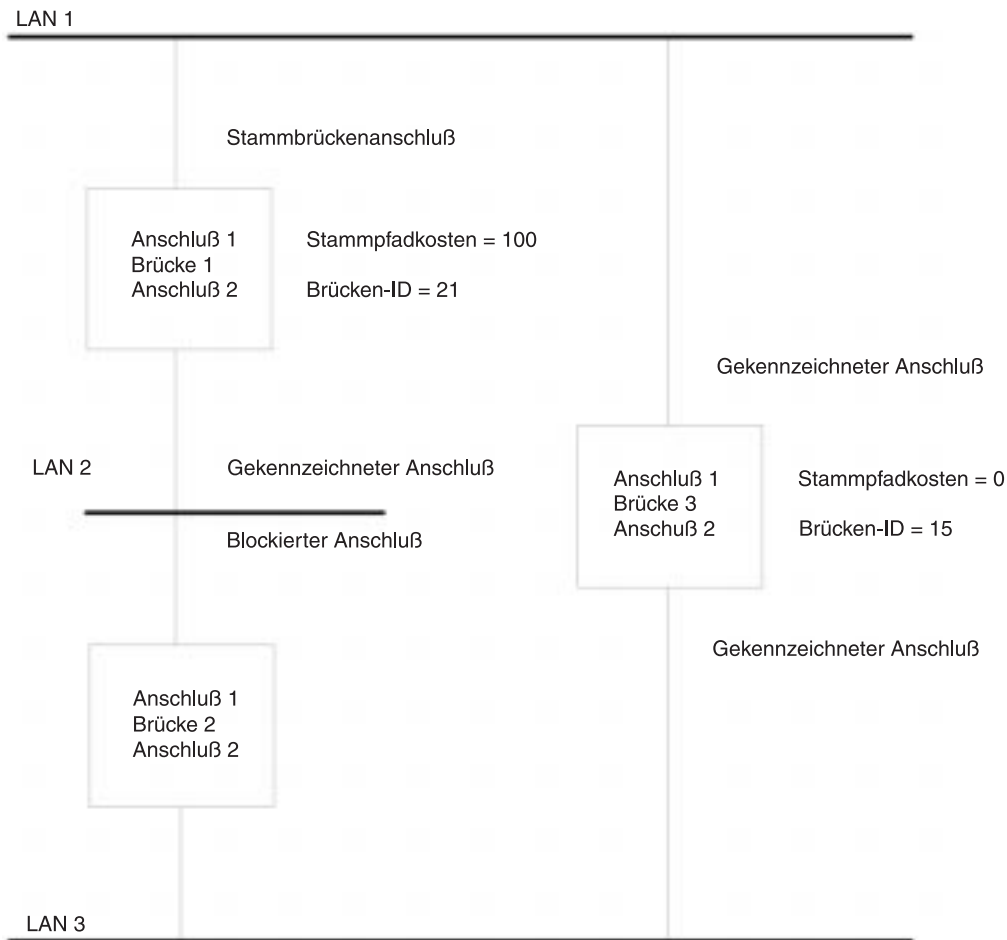 LAN 1
Stammbrückenanschluß
Anschluß 1
Brücke 1
Anschluß 2
Stammpfadkosten = 100
Brücken-ID = 21
Gekennzeichneter Anschluß
LAN 2
Gekennzeichneter Anschluß
Blockierter Anschluß
Anschluß 1
Brücke 3
Anschuß 2
Stammpfadkosten = 0
Brücken-ID = 15
Gekennzeichneter Anschluß
Anschluß 1
Brücke 2
Anschluß 2
LAN 3